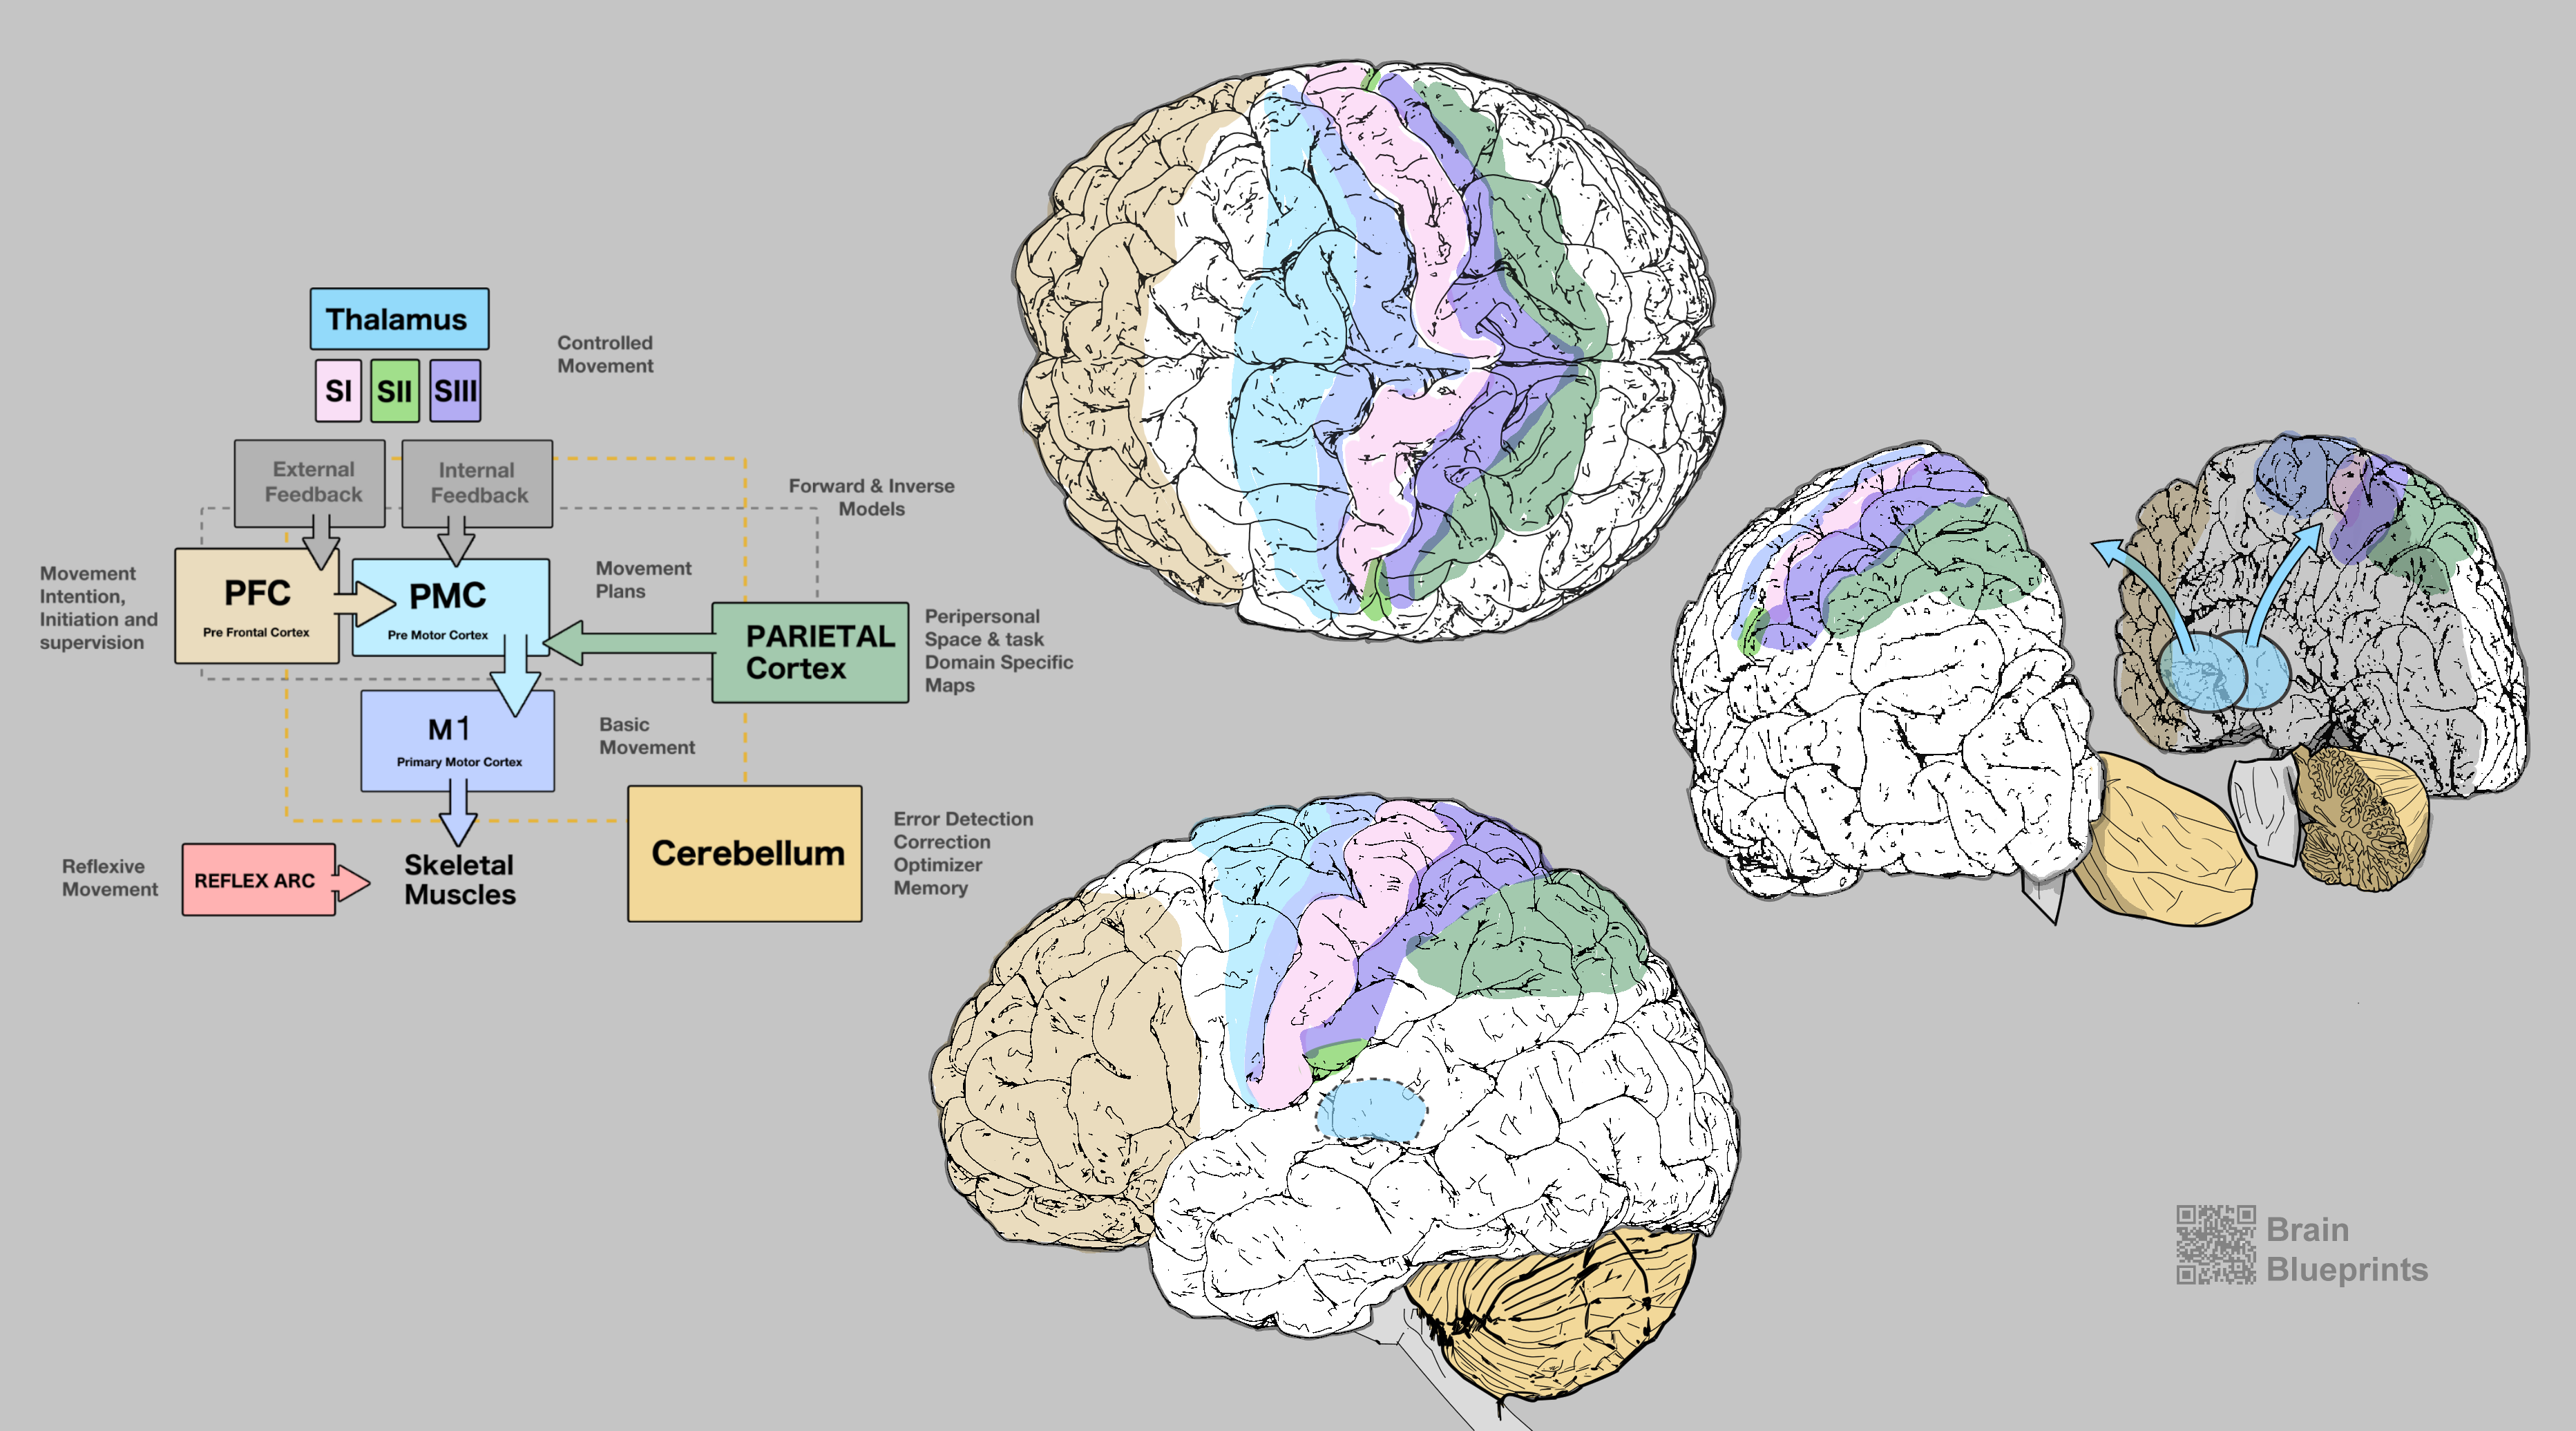 Thalamus
SI
SII
SIII
Controlled
Movement
External
Feedback
Internal
Feedback
Forward & Inverse
Models
Movement
Intention,
Initiation and
supervision
PFC
Pre Frontal Cortex
PMC
Pre Motor Cortex
Movement
Plans
PARIETAL
Cortex
Peripersonal
Space & task
Domain Specific
Maps
M1
Primary Motor Cortex
Basic
Movement
Reflexive
Movement
REFLEX ARC
Skeletal
Muscles
Cerebellum
Error Detection
Correction
Optimizer
Memory
Brain
Blueprints